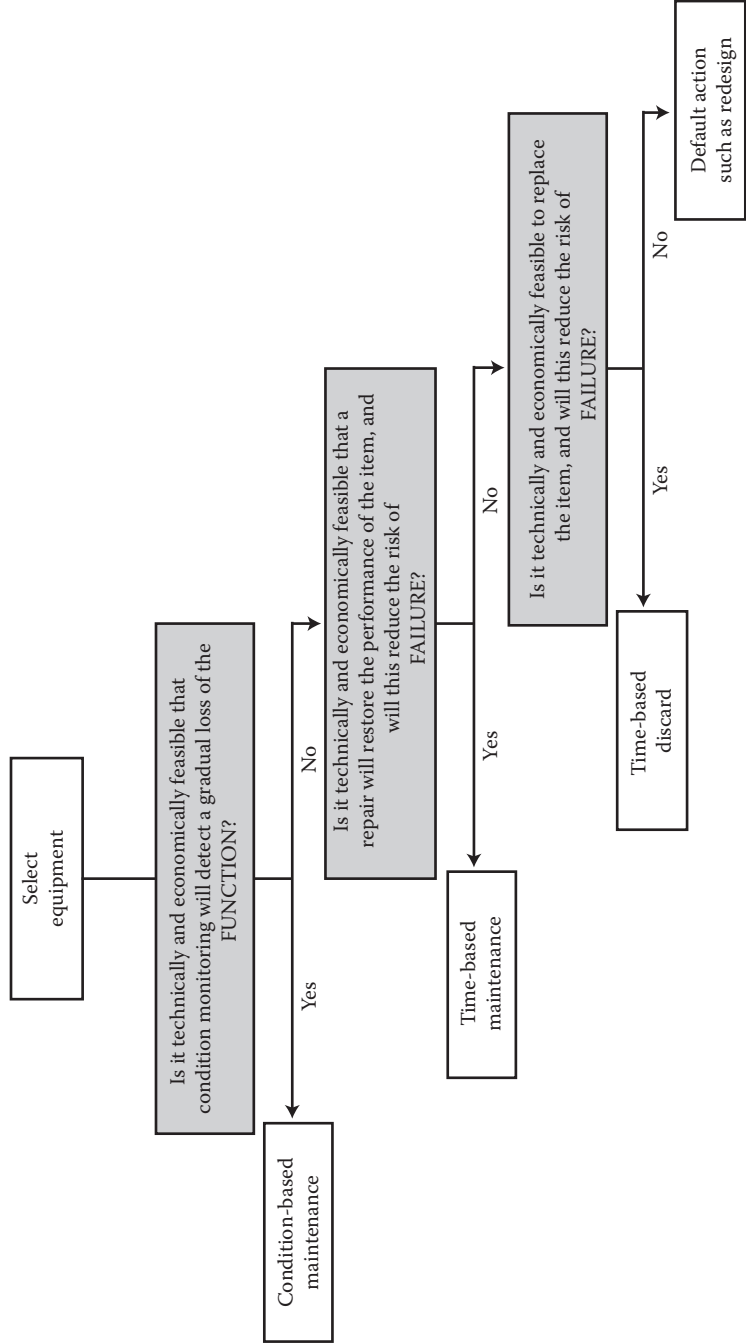 Select
equipment
Is it technically and economically feasible that
condition monitoring will detect a gradual loss of the
FUNCTION?
Yes
No
Condition-based
maintenance
Is it technically and economically feasible that a
repair will restore the performance of the item, and
will this reduce the risk of
FAILURE?
Yes
No
Time-based
maintenance
Is it technically and economically feasible to replace
the item, and will this reduce the risk of
FAILURE?
Yes
No
Time-based
discard
Default action
such as redesign